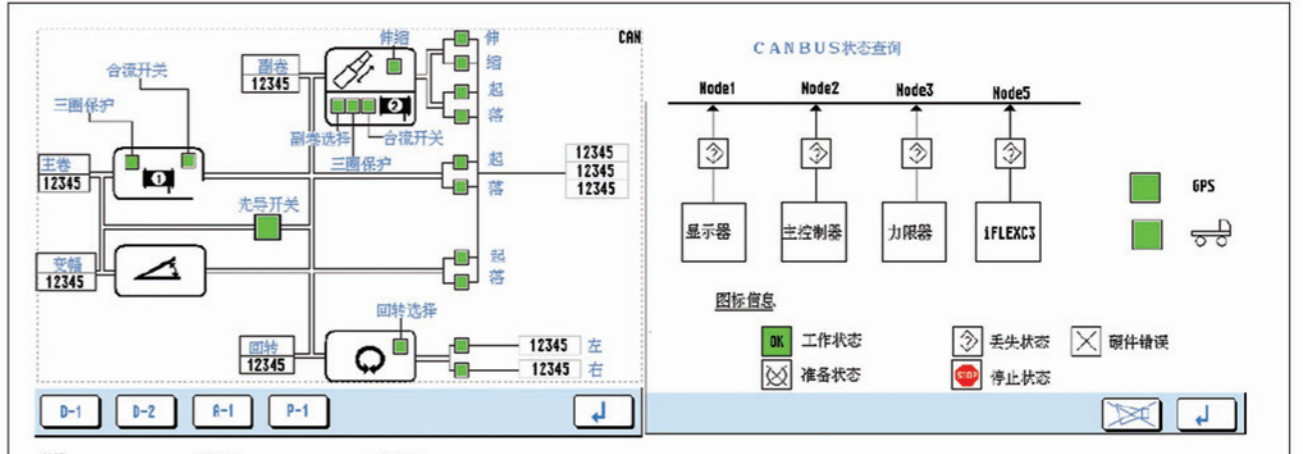 CAN
伸缩
伸
缩
副卷
12345
起
落
合流开关
三圈保护
副卷选择
合流开关
三圈保护
主卷
12345
起
落
12345
12345
12345
先导开关
变幅
12345
起
落
回转选择
回转
12345
12345 左
12345 右
D-1 D-2 A-1 P-1
CANBUS状态查询
Node1 Node2 Node3 Node5
显示器 主控制器 力限器 iFLEXC3
GPS
图标信息
OK 工作状态 丢失状态 硬件错误
准备状态 STOP 停止状态